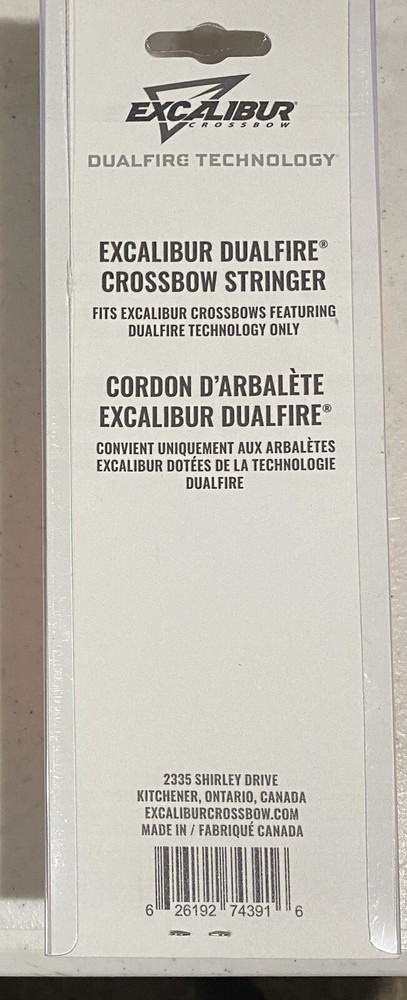 EXCALIBUR®
CROSSBOW
DUALFIRE TECHNOLOGY
EXCALIBUR DUALFIRE®
CROSSBOW STRINGER
FITS EXCALIBUR CROSSBOWS FEATURING
DUALFIRE TECHNOLOGY ONLY
CORDON D'ARBALÈTE
EXCALIBUR DUALFIRE®
CONVIENT UNIQUEMENT AUX ARBALÈTES
EXCALIBUR DOTÉES DE LA TECHNOLOGIE
DUALFIRE
2335 SHIRLEY DRIVE
KITCHENER, ONTARIO, CANADA
EXCALIBURCROSSBOW.COM
MADE IN / FABRIQUÉ CANADA
6 26192 74391 6